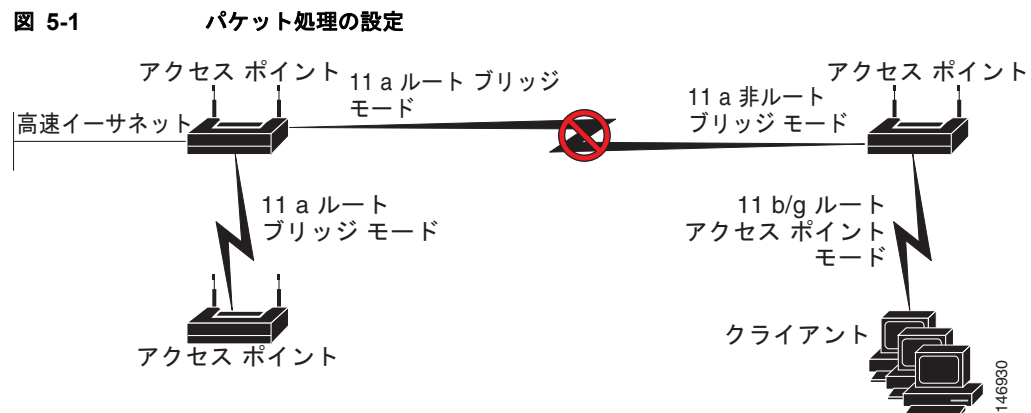 図 5-1 パケット処理の設定
アクセス ポイント
11 a ルート ブリッジ
モード
アクセス ポイント
11 a 非ルート
ブリッジ モード
高速イーサネット
11 a ルート
ブリッジ モード
11 b/g ルート
アクセス ポイント
モード
アクセス ポイント
クライアント
146930